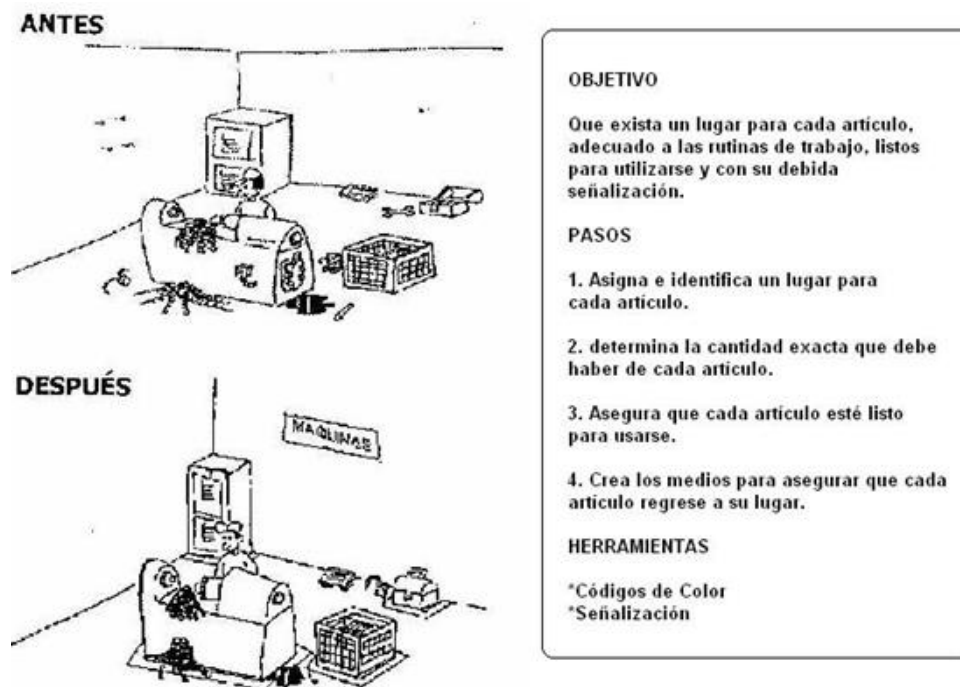 ANTES
DESPUÉS
MAQUINAS
OBJETIVO
Que exista un lugar para cada artículo,
adecuado a las rutinas de trabajo, listos
para utilizarse y con su debida
señalización.
PASOS
1. Asigna e identifica un lugar para
cada artículo.
2. determina la cantidad exacta que debe
haber de cada artículo.
3. Asegura que cada artículo esté listo
para usarse.
4. Crea los medios para asegurar que cada
artículo regrese a su lugar.
HERRAMIENTAS
*Códigos de Color
*Señalización